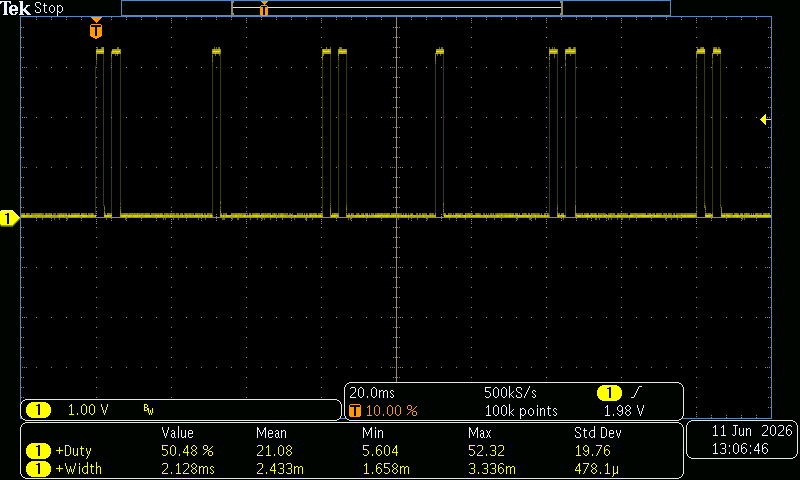 Tek Stop
T
T
1
1 1.00 V BW
20.0ms 500kS/s 1
T 10.00 % 100k points 1.98 V
Value Mean Min Max Std Dev
1 +Duty 50.48 % 21.08 5.604 52.32 19.76
1 +Width 2.128ms 2.433m 1.658m 3.336m 478.1µ
11 Jun 2026
13:06:46